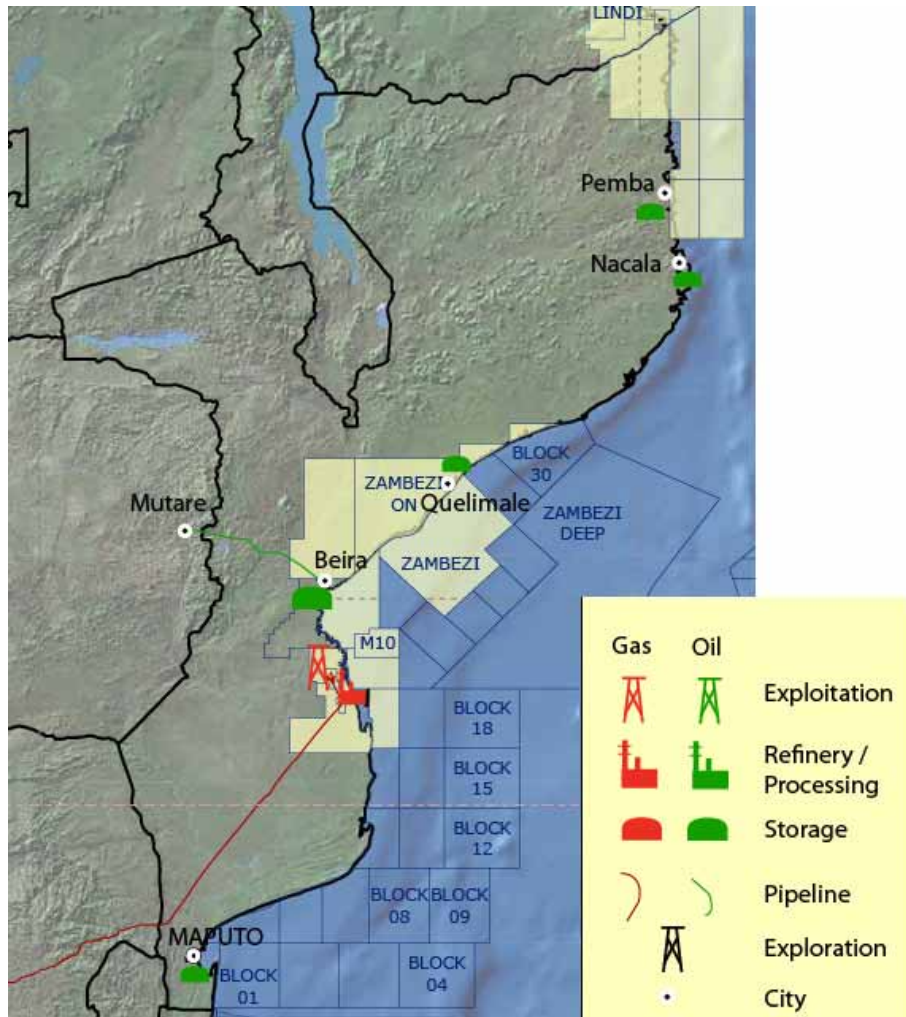 LINDI
Pemba
Nacala
BLOCK
30
ZAMBEZI
ON
Quelimale
ZAMBEZI
DEEP
Mutare
Beira
ZAMBEZI
M10
BLOCK
18
BLOCK
15
BLOCK
12
BLOCK
08
BLOCK
09
MAPUTO
BLOCK
01
BLOCK
04
Gas Oil
Exploitation
Refinery /
Processing
Storage
Pipeline
Exploration
City